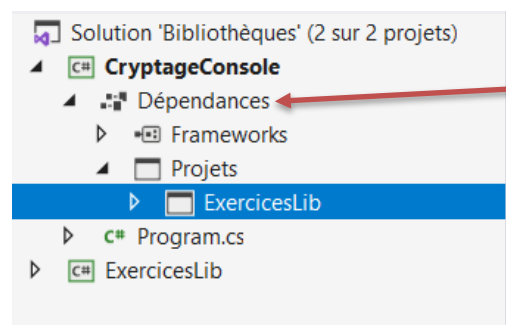 Solution 'Bibliothèques' (2 sur 2 projets)
C# CryptageConsole
Dépendances
Frameworks
Projets
ExercicesLib
C# Program.cs
C# ExercicesLib